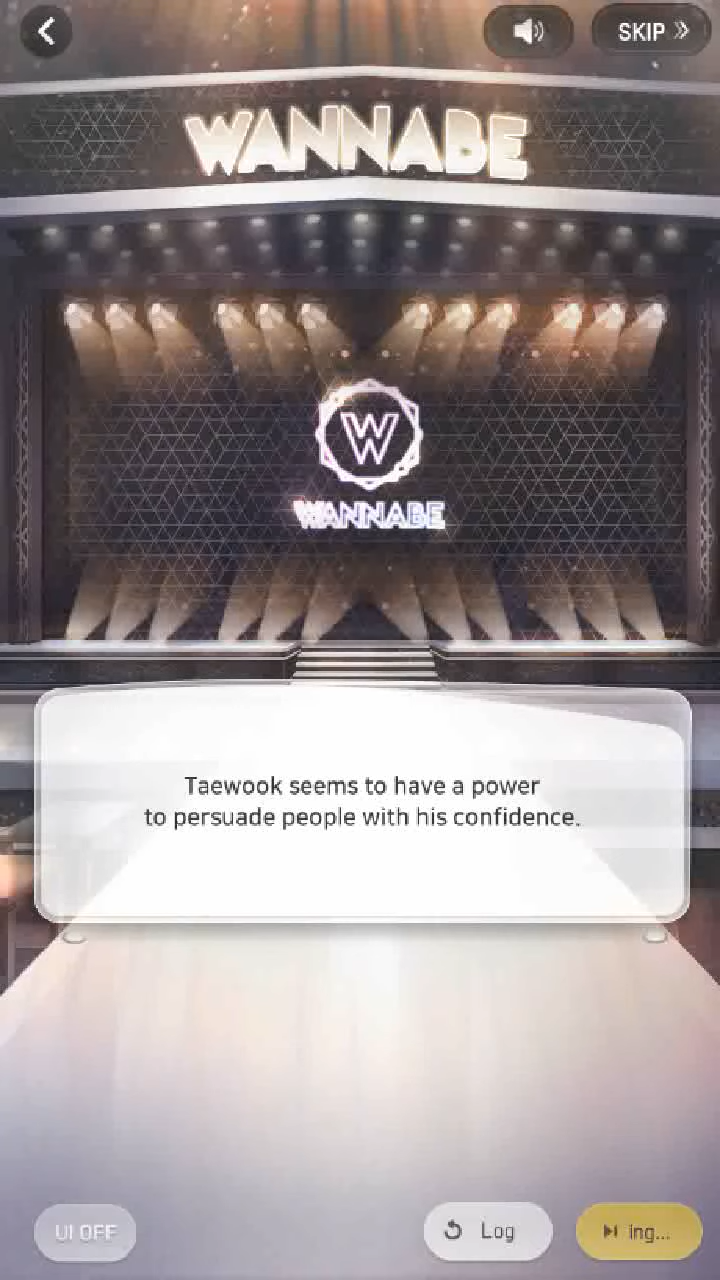 SKIP
WANNABE
W
WANNABE
Taewook seems to have a power
to persuade people with his confidence.
UI OFF
Log
ing...